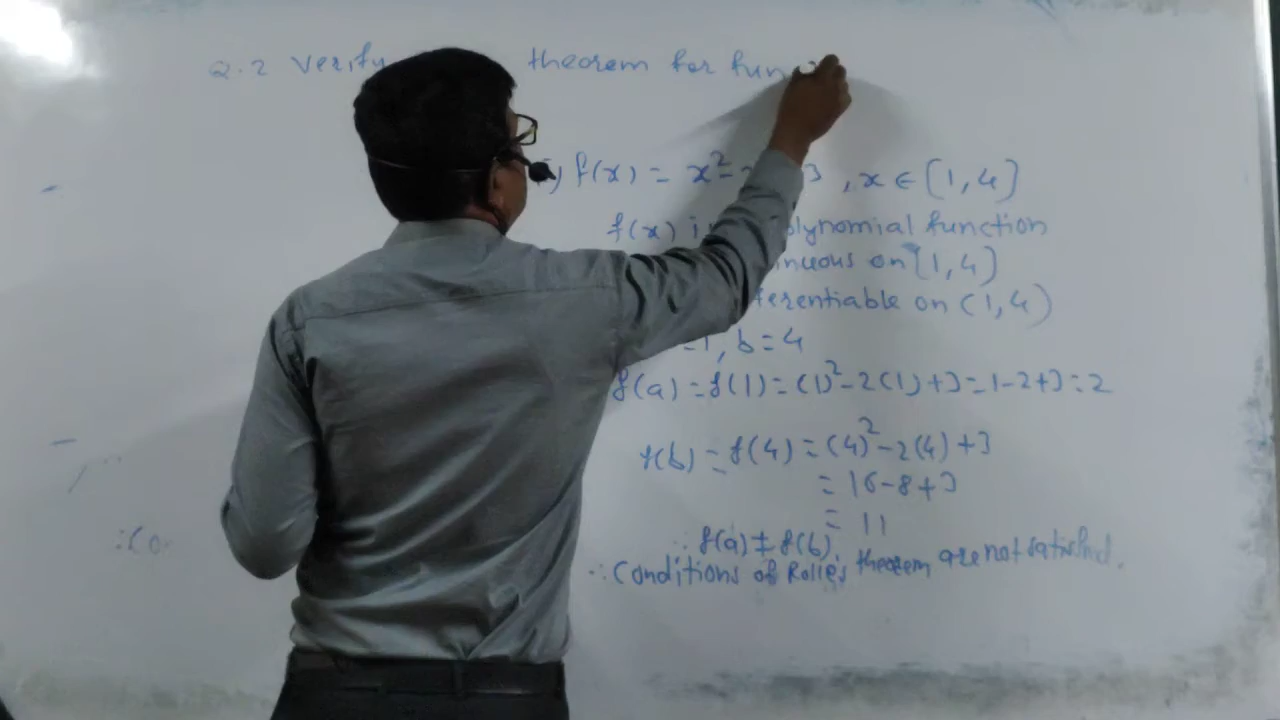 Q.2 Verify theorem for fun
f(x) = x² - 3 , x ∈ [1,4]
f(x) i olynomial function
inuous on [1,4]
ferentiable on (1,4)
=1, b=4
f(a) = f(1) = (1)²-2(1)+3 = 1-2+3 = 2
f(b) = f(4) = (4)²-2(4)+3
= 16-8+3
= 11
∴ f(a) ≠ f(b).
∴ Conditions of Rolle's theorem are not satisfied.
∴ Co